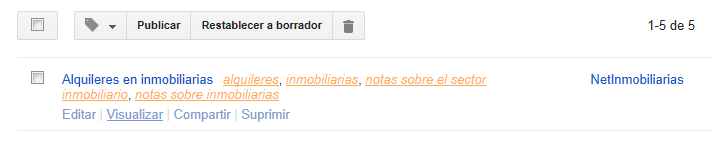 Publicar Restablecer a borrador 1-5 de 5
Alquileres en inmobiliarias alquileres, inmobiliarias, notas sobre el sector NetInmobiliarias
inmobiliario, notas sobre inmobiliarias
Editar | Visualizar | Compartir | Suprimir